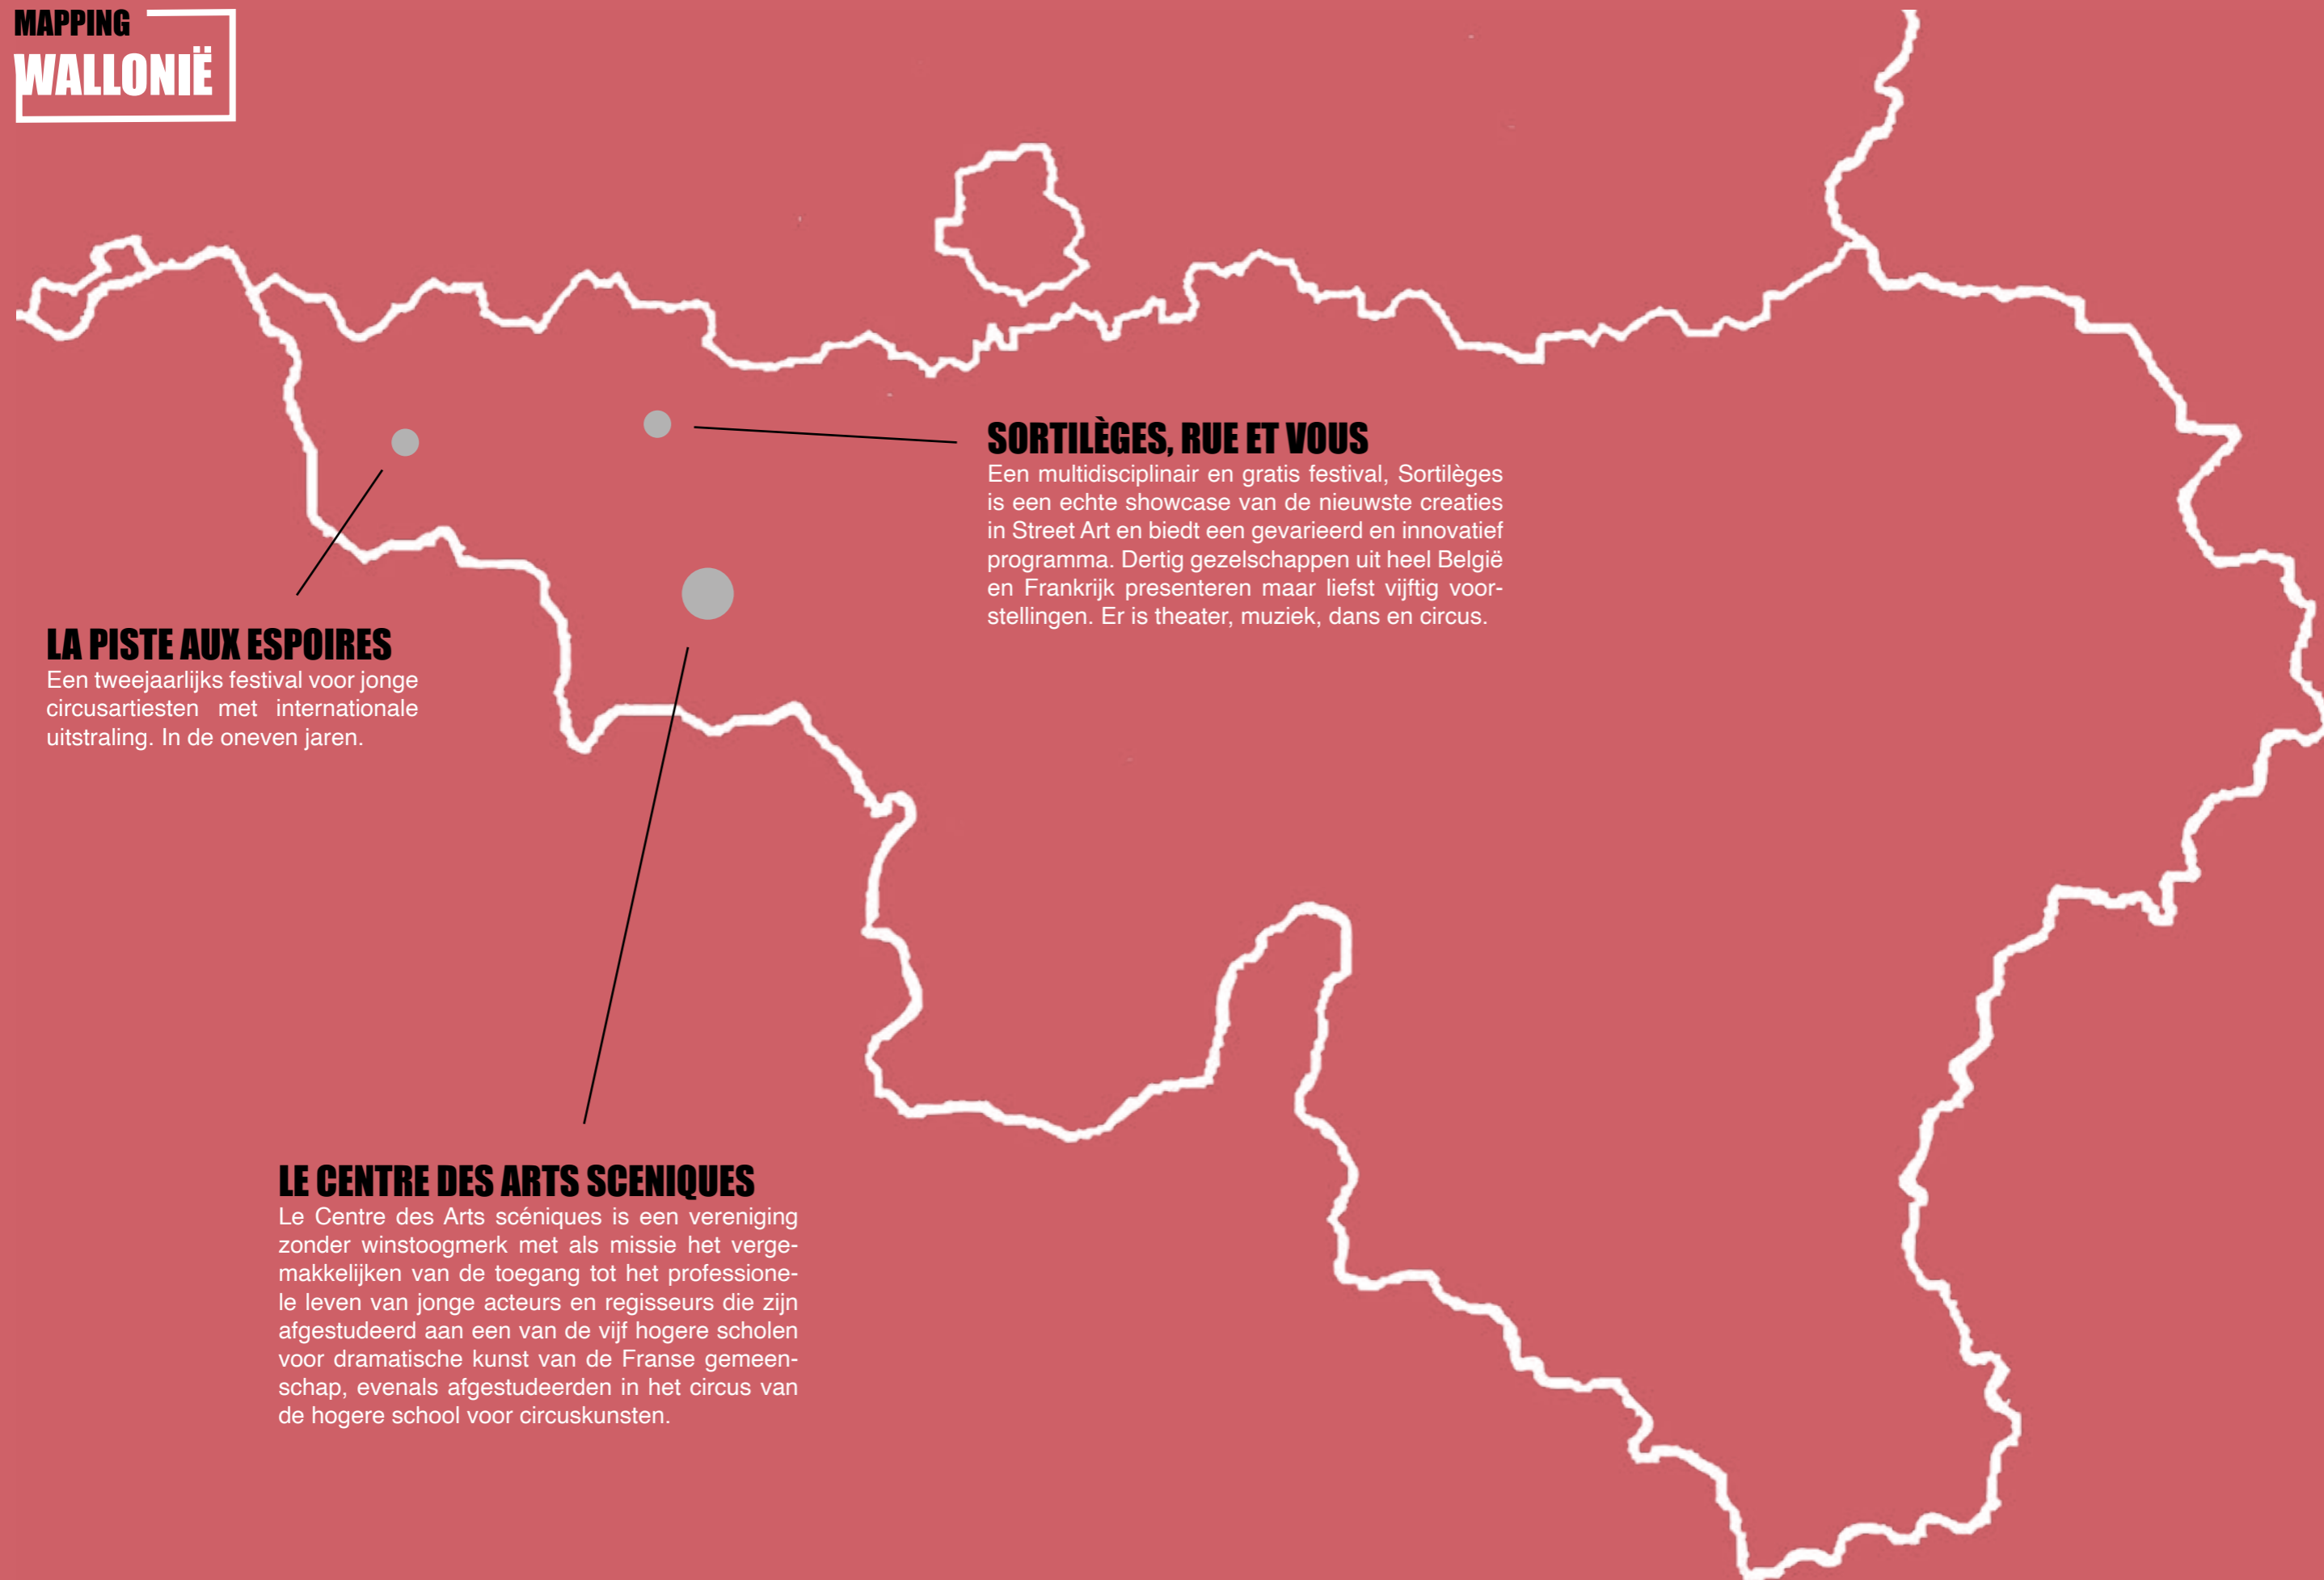 MAPPING
WALLONIË
SORTILÈGES, RUE ET VOUS
Een multidisciplinair en gratis festival, Sortilèges
is een echte showcase van de nieuwste creaties
in Street Art en biedt een gevarieerd en innovatief
programma. Dertig gezelschappen uit heel België
en Frankrijk presenteren maar liefst vijftig voor-
stellingen. Er is theater, muziek, dans en circus.
LA PISTE AUX ESPOIRES
Een tweejaarlijks festival voor jonge
circusartiesten met internationale
uitstraling. In de oneven jaren.
LE CENTRE DES ARTS SCENIQUES
Le Centre des Arts scéniques is een vereniging
zonder winstoogmerk met als missie het verge-
makkelijken van de toegang tot het professione-
le leven van jonge acteurs en regisseurs die zijn
afgestudeerd aan een van de vijf hogere scholen
voor dramatische kunst van de Franse gemeen-
schap, evenals afgestudeerden in het circus van
de hogere school voor circuskunsten.